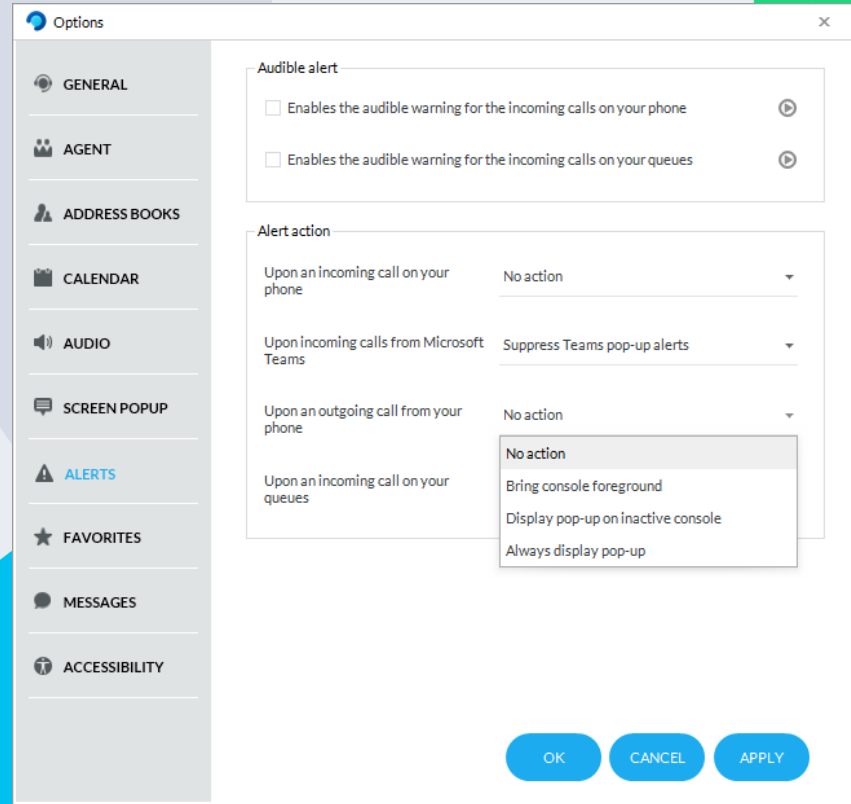 Options
GENERAL
AGENT
ADDRESS BOOKS
CALENDAR
AUDIO
SCREEN POPUP
ALERTS
FAVORITES
MESSAGES
ACCESSIBILITY
Audible alert
Enables the audible warning for the incoming calls on your phone
Enables the audible warning for the incoming calls on your queues
Alert action
Upon an incoming call on your
phone
No action
Upon incoming calls from Microsoft
Teams
Suppress Teams pop-up alerts
Upon an outgoing call from your
phone
No action
No action
Bring console foreground
Display pop-up on inactive console
Always display pop-up
Upon an incoming call on your
queues
OK
CANCEL
APPLY